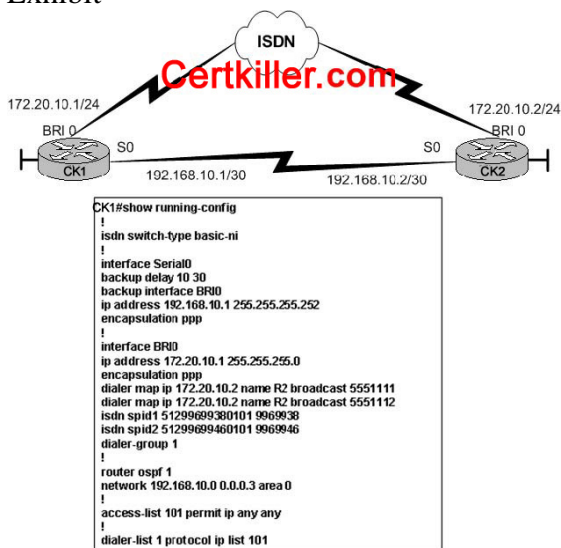 Exhibit
ISDN
Certkiller.com
172.20.10.1/24
172.20.10.2/24
BRI 0
BRI 0
S0
S0
CK1
CK2
192.168.10.1/30
192.168.10.2/30
CK1#show running-config
!
isdn switch-type basic-ni
!
interface Serial0
backup delay 10 30
backup interface BRI0
ip address 192.168.10.1 255.255.255.252
encapsulation ppp
!
interface BRI0
ip address 172.20.10.1 255.255.255.0
encapsulation ppp
dialer map ip 172.20.10.2 name R2 broadcast 5551111
dialer map ip 172.20.10.2 name R2 broadcast 5551112
isdn spid1 51299699380101 9969938
isdn spid2 51299699460101 9969946
dialer-group 1
!
router ospf 1
network 192.168.10.0 0.0.0.3 area 0
!
access-list 101 permit ip any any
!
dialer-list 1 protocol ip list 101